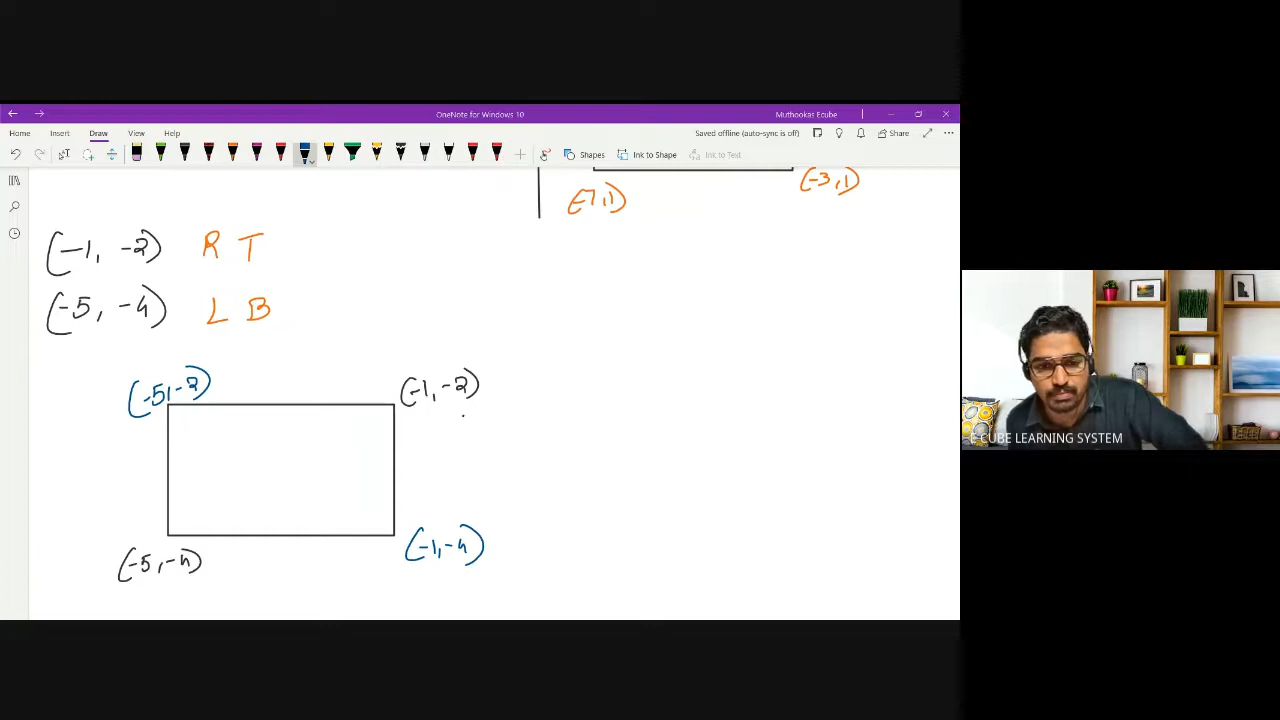 OneNote for Windows 10
Muthookas Ecube
Home Insert Draw View Help
Saved offline (auto-sync is off)
Share
Shapes
Ink to Shape
Ink to Text
(-7,1)
(-3,1)
(-1, -2) R T
(-5, -4) L B
(-5,-2)
(-1,-2)
(-5,-4)
(-1,-4)
E CUBE LEARNING SYSTEM